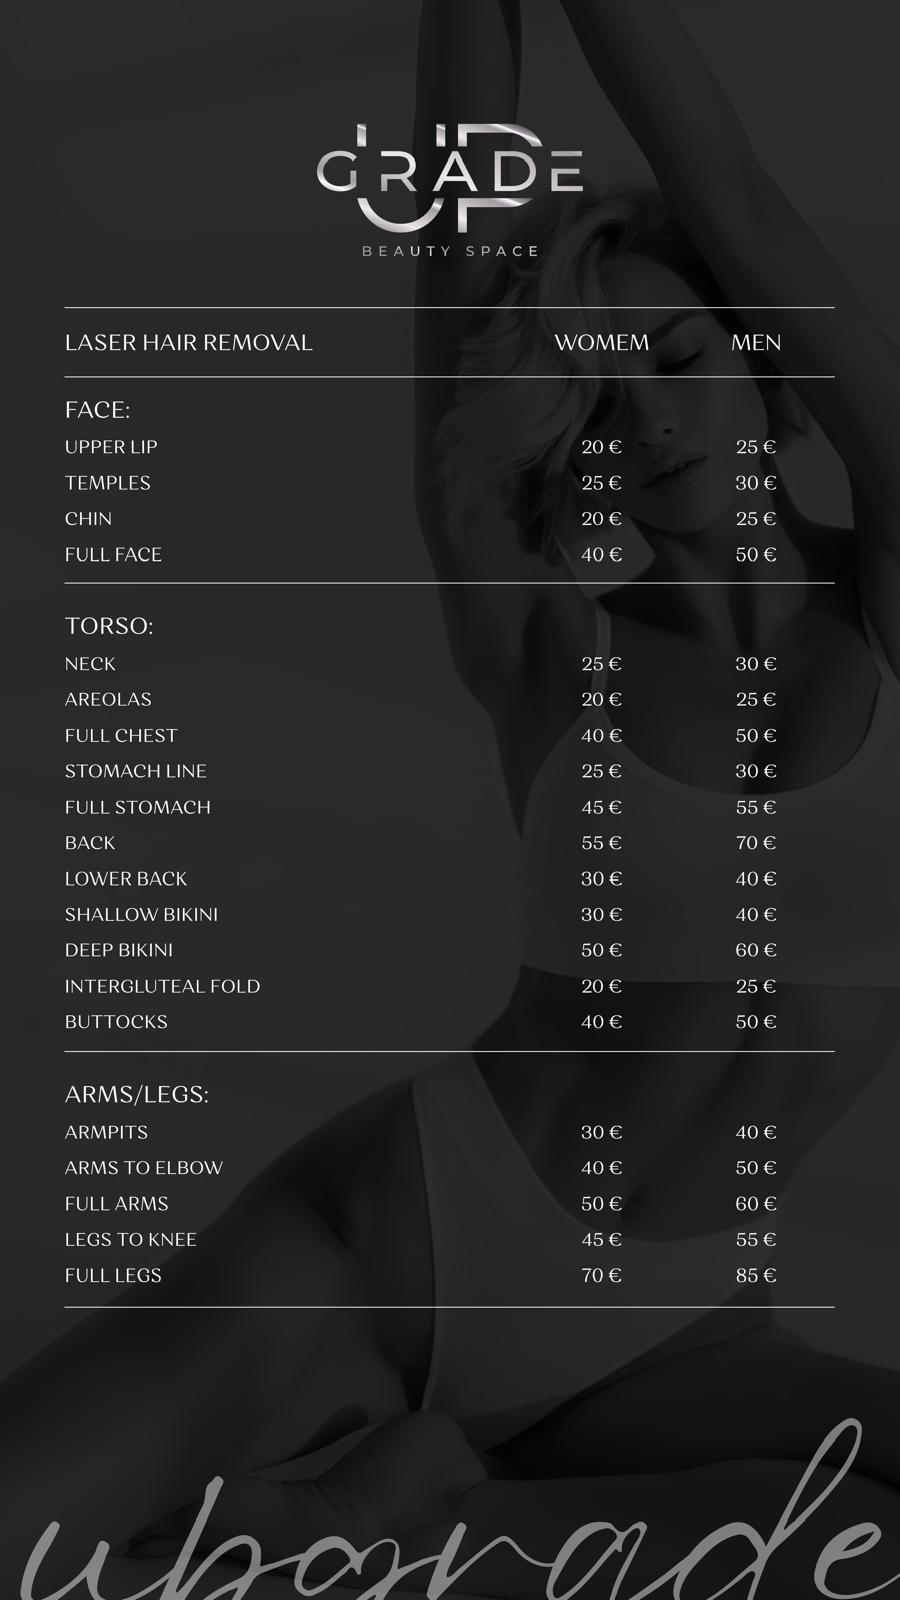 UP
GRADE
BEAUTY SPACE
LASER HAIR REMOVAL WOMEM MEN
FACE:
UPPER LIP 20 € 25 €
TEMPLES 25 € 30 €
CHIN 20 € 25 €
FULL FACE 40 € 50 €
TORSO:
NECK 25 € 30 €
AREOLAS 20 € 25 €
FULL CHEST 40 € 50 €
STOMACH LINE 25 € 30 €
FULL STOMACH 45 € 55 €
BACK 55 € 70 €
LOWER BACK 30 € 40 €
SHALLOW BIKINI 30 € 40 €
DEEP BIKINI 50 € 60 €
INTERGLUTEAL FOLD 20 € 25 €
BUTTOCKS 40 € 50 €
ARMS/LEGS:
ARMPITS 30 € 40 €
ARMS TO ELBOW 40 € 50 €
FULL ARMS 50 € 60 €
LEGS TO KNEE 45 € 55 €
FULL LEGS 70 € 85 €
upgrade